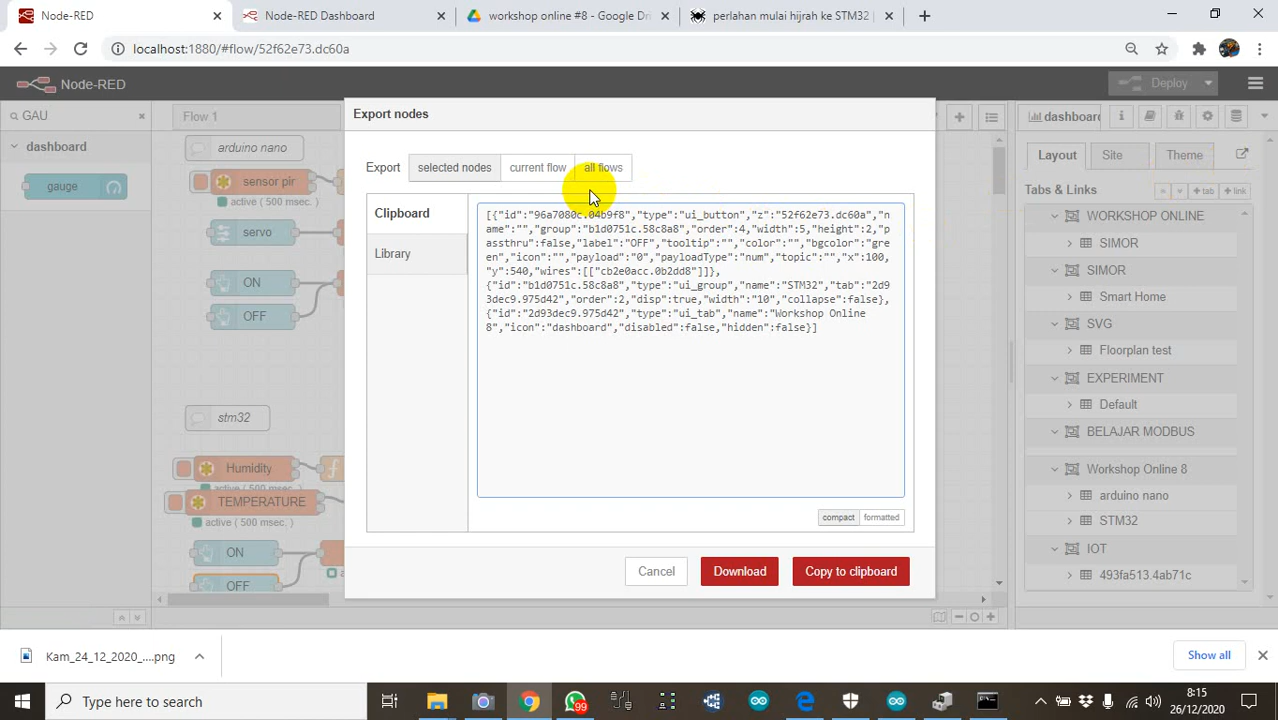 Node-RED
Node-RED Dashboard
workshop online #8 - Google Dr
perlahan mulai hijrah ke STM32 |
localhost:1880/#flow/52f62e73.dc60a
Node-RED
Deploy
GAU
dashboard
gauge
Flow 1
arduino nano
sensor pir
active ( 500 msec. )
servo
ON
OFF
stm32
Humidity
active ( 500 msec. )
TEMPERATURE
active ( 500 msec. )
ON
OFF
Export nodes
Export
selected nodes
current flow
all flows
Clipboard
Library
[{"id":"96a7080c.04b9f8","type":"ui_button","z":"52f62e73.dc60a","n
ame":"","group":"b1d0751c.58c8a8","order":4,"width":5,"height":2,"p
assthru":false,"label":"OFF","tooltip":"","color":"","bgcolor":"gre
en","icon":"","payload":"0","payloadType":"num","topic":"","x":100,
"y":540,"wires":[["cb2e0acc.0b2dd8"]]},
{"id":"b1d0751c.58c8a8","type":"ui_group","name":"STM32","tab":"2d9
3dec9.975d42","order":2,"disp":true,"width":"10","collapse":false},
{"id":"2d93dec9.975d42","type":"ui_tab","name":"Workshop Online
8","icon":"dashboard","disabled":false,"hidden":false}]
compact
formatted
Cancel
Download
Copy to clipboard
dashboard
Layout
Site
Theme
Tabs & Links
+ tab
+ link
WORKSHOP ONLINE
SIMOR
SIMOR
Smart Home
SVG
Floorplan test
EXPERIMENT
Default
BELAJAR MODBUS
Workshop Online 8
arduino nano
STM32
IOT
493fa513.4ab71c
Kam_24_12_2020_....png
Show all
Type here to search
99
8:15
26/12/2020